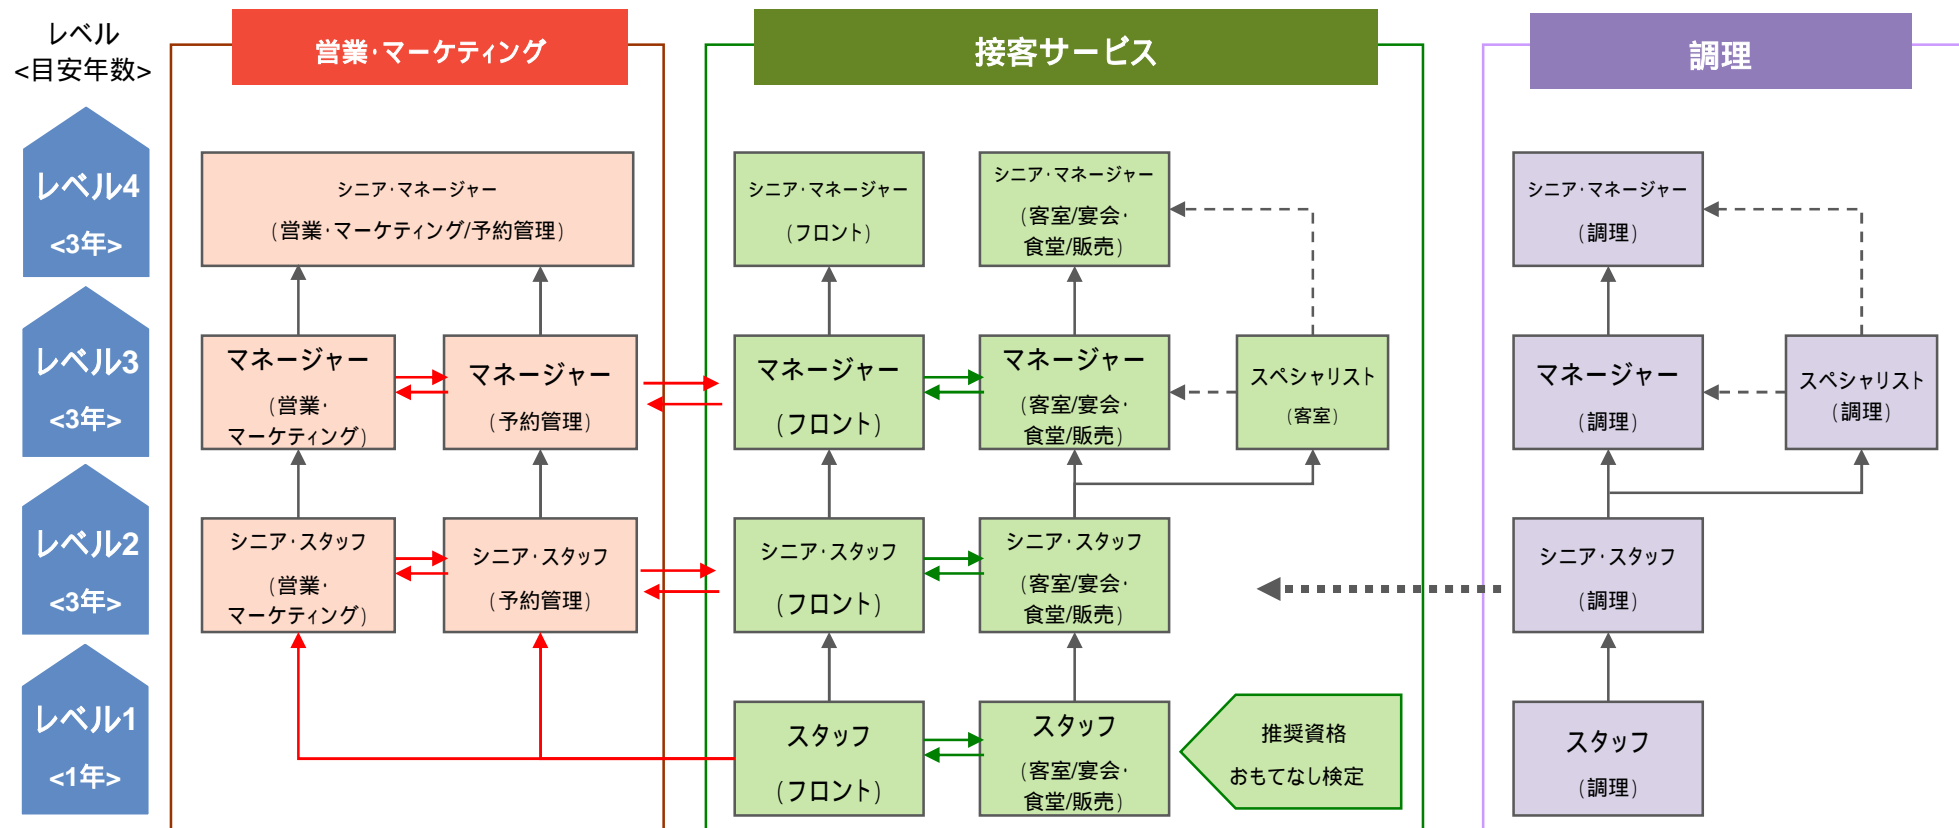 レベル
<目安年数>
営業・マーケティング
接客サービス
調理
レベル4
<3年>
シニア・マネージャー
(営業・マーケティング/予約管理)
シニア・マネージャー
(フロント)
シニア・マネージャー
(客室/宴会・
食堂/販売)
シニア・マネージャー
(調理)
レベル3
<3年>
マネージャー
(営業・
マーケティング)
マネージャー
(予約管理)
マネージャー
(フロント)
マネージャー
(客室/宴会・
食堂/販売)
スペシャリスト
(客室)
マネージャー
(調理)
スペシャリスト
(調理)
レベル2
<3年>
シニア・スタッフ
(営業・
マーケティング)
シニア・スタッフ
(予約管理)
シニア・スタッフ
(フロント)
シニア・スタッフ
(客室/宴会・
食堂/販売)
シニア・スタッフ
(調理)
レベル1
<1年>
スタッフ
(フロント)
スタッフ
(客室/宴会・
食堂/販売)
推奨資格
おもてなし検定
スタッフ
(調理)